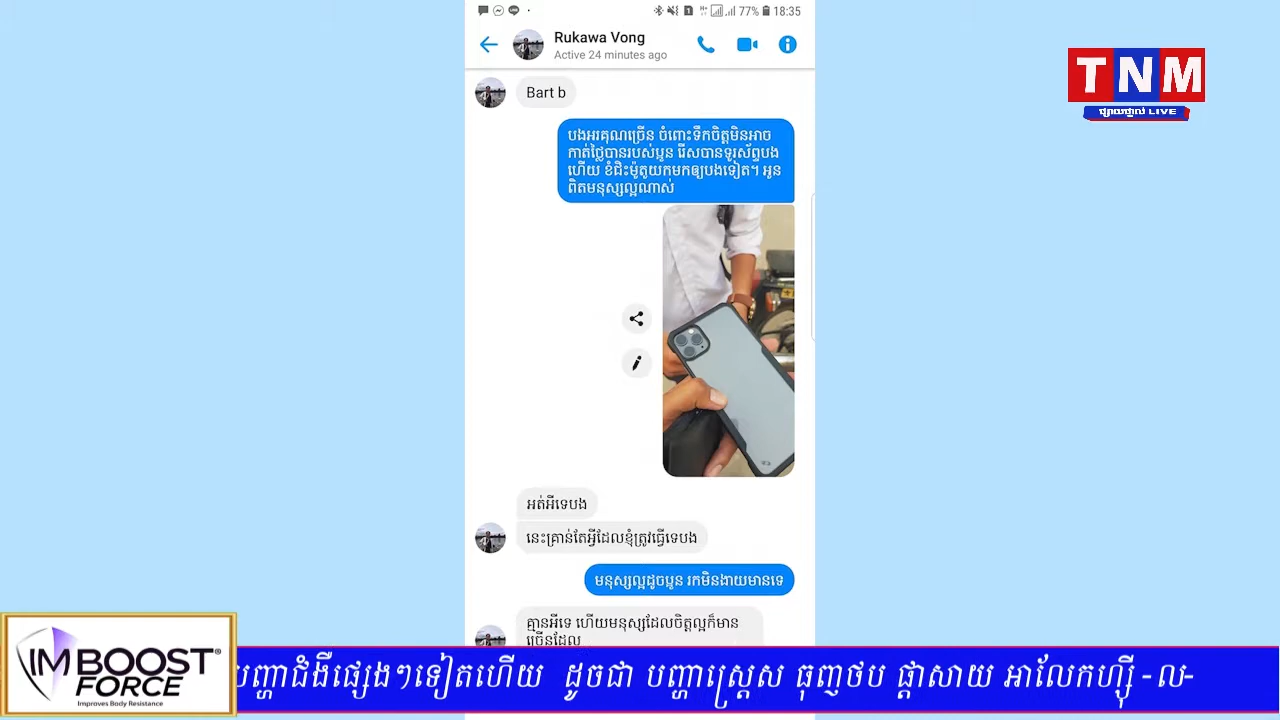 77% 18:35
Rukawa Vong
Active 24 minutes ago
TNM
ផ្សាយផ្ទាល់ LIVE
Bart b
បងអរគុណច្រើន ចំពោះទឹកចិត្តមិនអាច
កាត់ថ្លៃបានរបស់ប្អូន រើសបានទូរស័ព្ទបង
ហើយ ខំជិះម៉ូតូយកមកឲ្យបងទៀត។ អូន
ពិតមនុស្សល្អណាស់
អត់អីទេបង
នេះគ្រាន់តែអ្វីដែលខ្ញុំត្រូវធ្វើទេបង
មនុស្សល្អដូចប្អូន រកមិនងាយមានទេ
គ្មានអីទេ ហើយមនុស្សដែលចិត្តល្អក៏មាន
ច្រើនដែល
IMBOOST®
FORCE
Improves Body Resistance
បញ្ហាជំងឺផ្សេងៗទៀតហើយ ដូចជា បញ្ហាស្ត្រេស ធុញថប ផ្តាសាយ អាលែកហ្ស៊ី -ល-